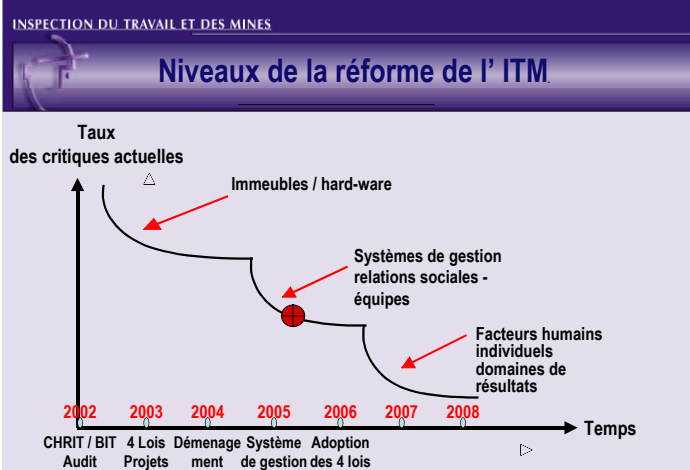 INSPECTION DU TRAVAIL ET DES MINES
Niveaux de la réforme de l' ITM
Taux
des critiques actuelles
Immeubles / hard-ware
Systèmes de gestion
relations sociales -
équipes
Facteurs humains
individuels
domaines de
résultats
2002 2003 2004 2005 2006 2007 2008
Temps
CHRIT / BIT 4 Lois Démenage Système Adoption
Audit Projets ment de gestion des 4 lois